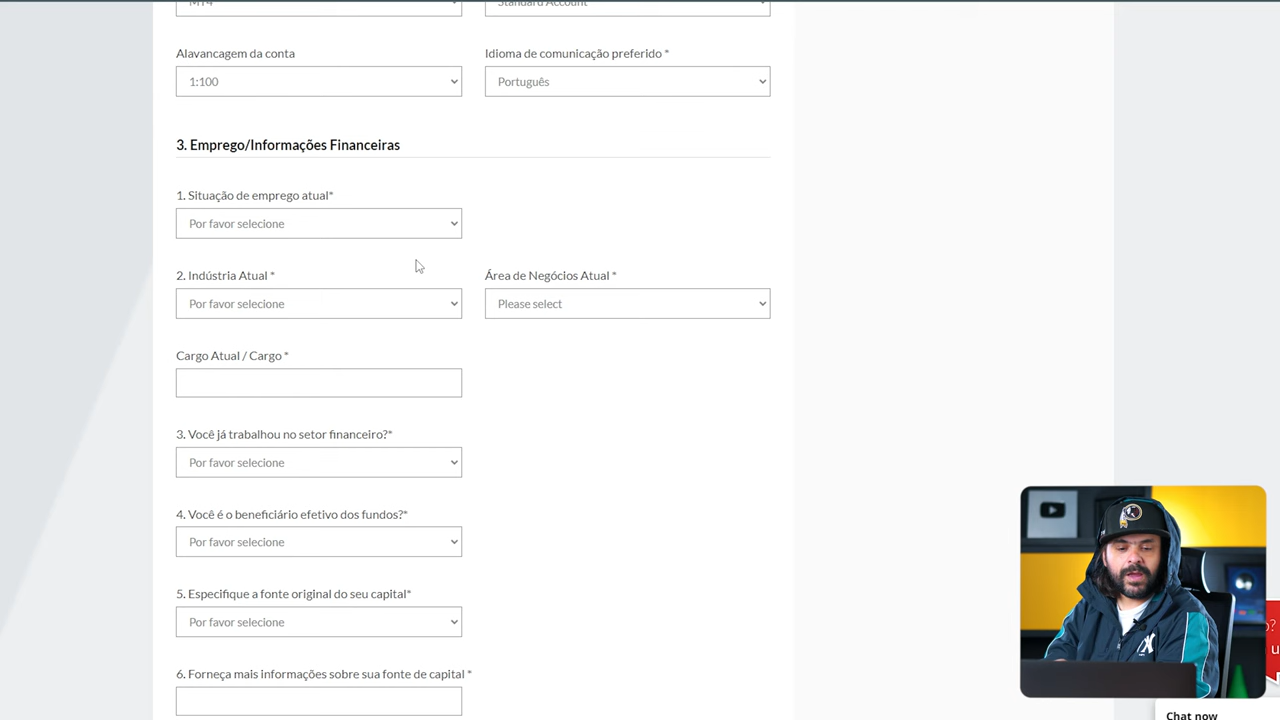 MT4
Standard Account
Alavancagem da conta
Idioma de comunicação preferido *
1:100
Português
3. Emprego/Informações Financeiras
1. Situação de emprego atual*
Por favor selecione
2. Indústria Atual *
Área de Negócios Atual *
Por favor selecione
Please select
Cargo Atual / Cargo *
3. Você já trabalhou no setor financeiro?*
Por favor selecione
4. Você é o beneficiário efetivo dos fundos?*
Por favor selecione
5. Especifique a fonte original do seu capital*
Por favor selecione
6. Forneça mais informações sobre sua fonte de capital *
Chat now